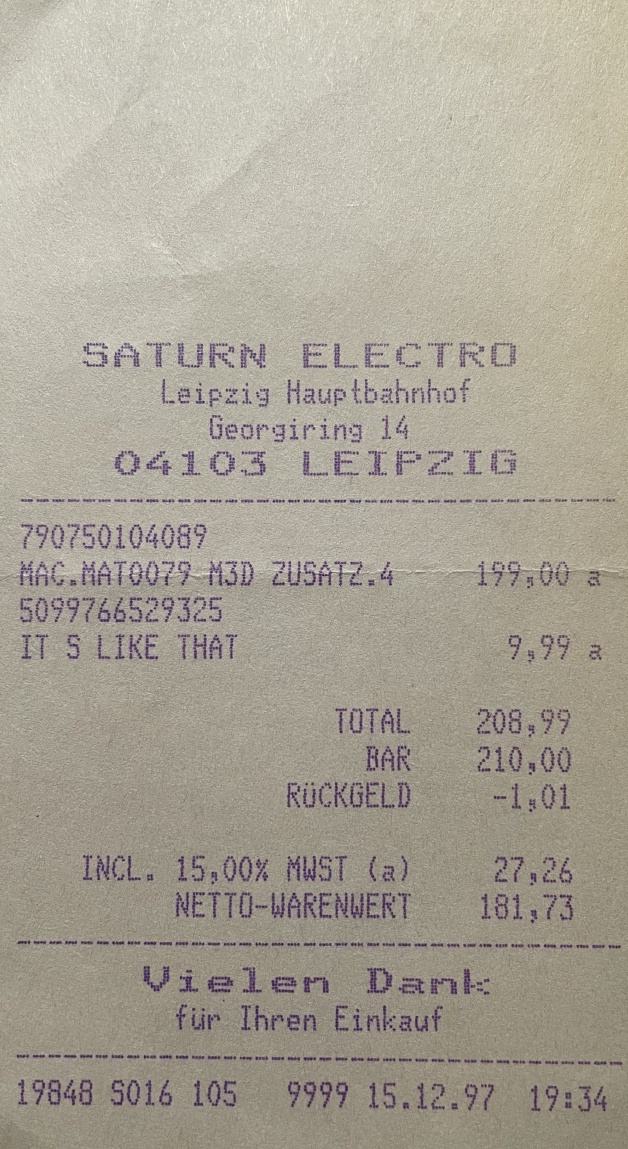 SATURN ELECTRO
Leipzig Hauptbahnhof
Georgiring 14
04103 LEIPZIG
790750104089
MAC.MAT0079 M3D ZUSATZ.4 199,00 a
5099766529325
IT S LIKE THAT 9,99 a
TOTAL 208,99
BAR 210,00
RÜCKGELD -1,01
INCL. 15,00% MWST (a) 27,26
NETTO-WARENWERT 181,73
Vielen Dank
für Ihren Einkauf
19848 S016 105 9999 15.12.97 19:34